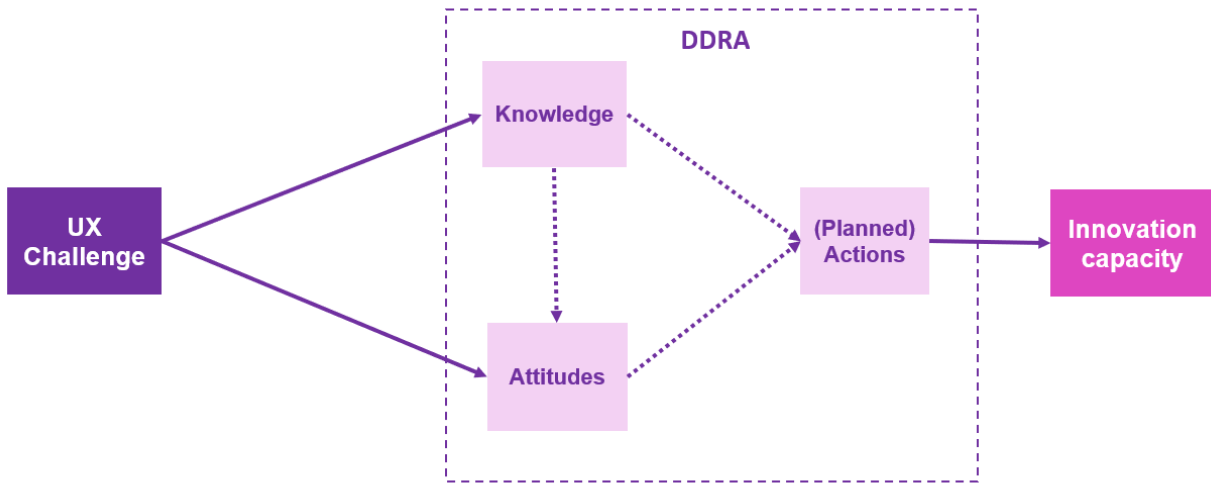 DDRA
Knowledge
UX
Challenge
(Planned)
Actions
Innovation
capacity
Attitudes